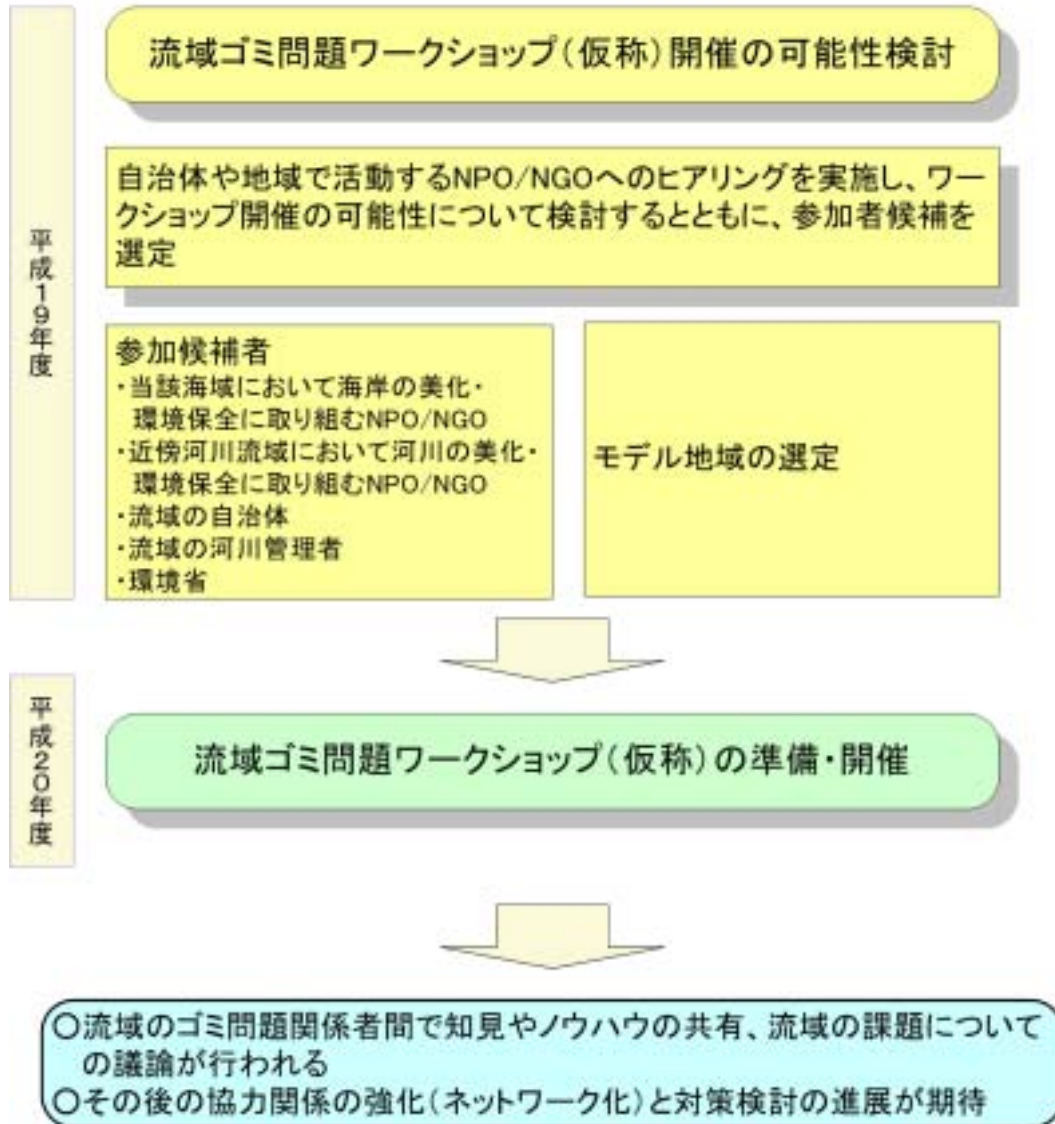 流域ゴミ問題ワークショップ(仮称)開催の可能性検討
平成19年度
自治体や地域で活動するNPO/NGOへのヒアリングを実施し、ワー
クショップ開催の可能性について検討するとともに、参加者候補を
選定
参加候補者
・当該海域において海岸の美化・
環境保全に取り組むNPO/NGO
・近傍河川流域において河川の美化・
環境保全に取り組むNPO/NGO
・流域の自治体
・流域の河川管理者
・環境省
モデル地域の選定
平成20年度
流域ゴミ問題ワークショップ(仮称)の準備・開催
○流域のゴミ問題関係者間で知見やノウハウの共有、流域の課題について
の議論が行われる
○その後の協力関係の強化(ネットワーク化)と対策検討の進展が期待